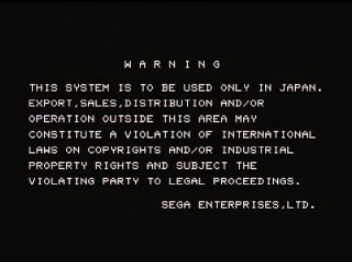 W A R N I N G
THIS SYSTEM IS TO BE USED ONLY IN JAPAN.
EXPORT,SALES,DISTRIBUTION AND/OR
OPERATION OUTSIDE THIS AREA MAY
CONSTITUTE A VIOLATION OF INTERNATIONAL
LAWS ON COPYRIGHTS AND/OR INDUSTRIAL
PROPERTY RIGHTS AND SUBJECT THE
VIOLATING PARTY TO LEGAL PROCEEDINGS.
SEGA ENTERPRISES,LTD.